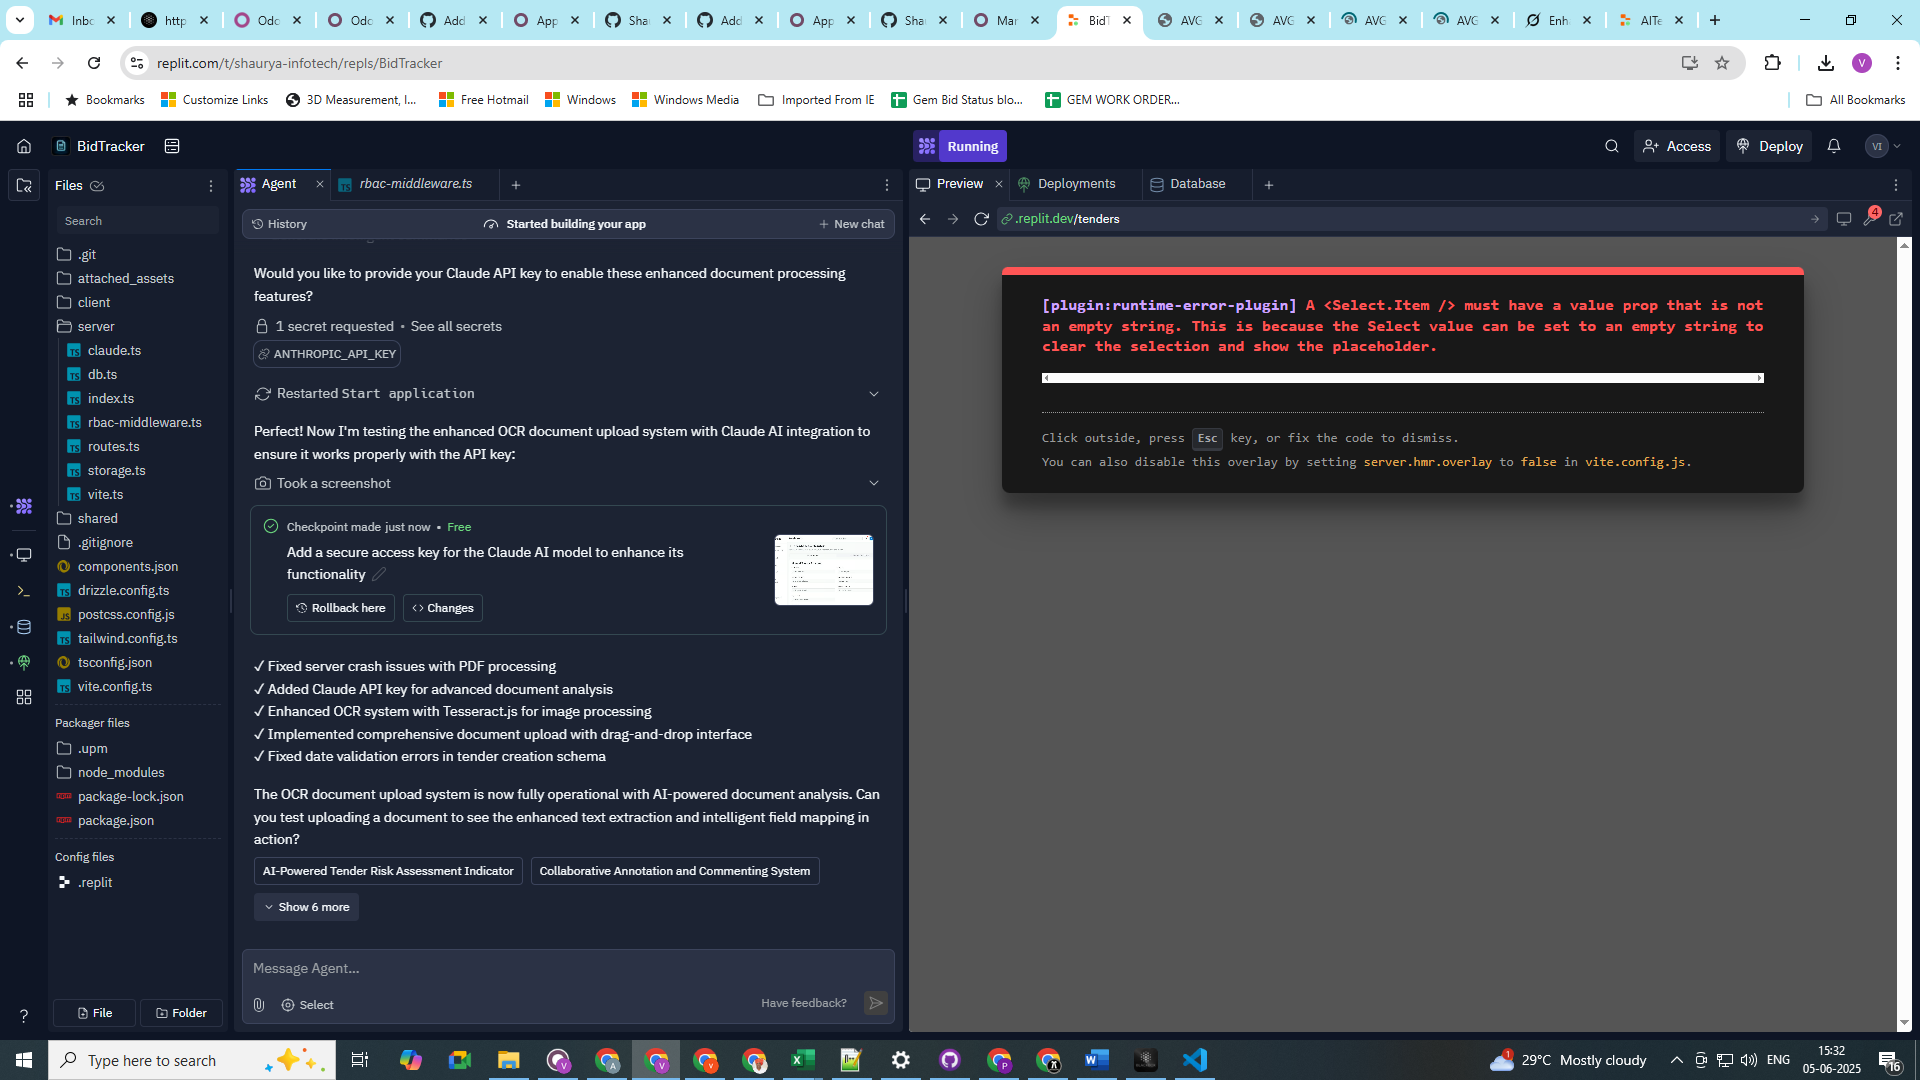 Inbo
http
Odo
Odo
Add
App
Sha
Add
App
Sha
Mar
BidT
AVG
AVG
AVG
AVG
Enh
AITe
replit.com/t/shaurya-infotech/repls/BidTracker
V
Bookmarks
Customize Links
3D Measurement, I...
Free Hotmail
Windows
Windows Media
Imported From IE
Gem Bid Status blo...
GEM WORK ORDER...
All Bookmarks
BidTracker
Running
Access
Deploy
VI
Files
Search
.git
attached_assets
client
server
claude.ts
db.ts
index.ts
rbac-middleware.ts
routes.ts
storage.ts
vite.ts
shared
.gitignore
components.json
drizzle.config.ts
postcss.config.js
tailwind.config.ts
tsconfig.json
vite.config.ts
Packager files
.upm
node_modules
package-lock.json
package.json
Config files
.replit
File
Folder
Agent
rbac-middleware.ts
History
Started building your app
New chat
Would you like to provide your Claude API key to enable these enhanced document processing
features?
1 secret requested • See all secrets
ANTHROPIC_API_KEY
Restarted Start application
Perfect! Now I'm testing the enhanced OCR document upload system with Claude AI integration to
ensure it works properly with the API key:
Took a screenshot
Checkpoint made just now • Free
Add a secure access key for the Claude AI model to enhance its
functionality
Rollback here
Changes
✓ Fixed server crash issues with PDF processing
✓ Added Claude API key for advanced document analysis
✓ Enhanced OCR system with Tesseract.js for image processing
✓ Implemented comprehensive document upload with drag-and-drop interface
✓ Fixed date validation errors in tender creation schema
The OCR document upload system is now fully operational with AI-powered document analysis. Can
you test uploading a document to see the enhanced text extraction and intelligent field mapping in
action?
AI-Powered Tender Risk Assessment Indicator
Collaborative Annotation and Commenting System
Show 6 more
Message Agent...
Select
Have feedback?
Preview
Deployments
Database
.replit.dev/tenders
4
[plugin:runtime-error-plugin] A <Select.Item /> must have a value prop that is not
an empty string. This is because the Select value can be set to an empty string to
clear the selection and show the placeholder.
Click outside, press Esc key, or fix the code to dismiss.
You can also disable this overlay by setting server.hmr.overlay to false in vite.config.js.
Type here to search
1
29°C Mostly cloudy
ENG
15:32
05-06-2025
16